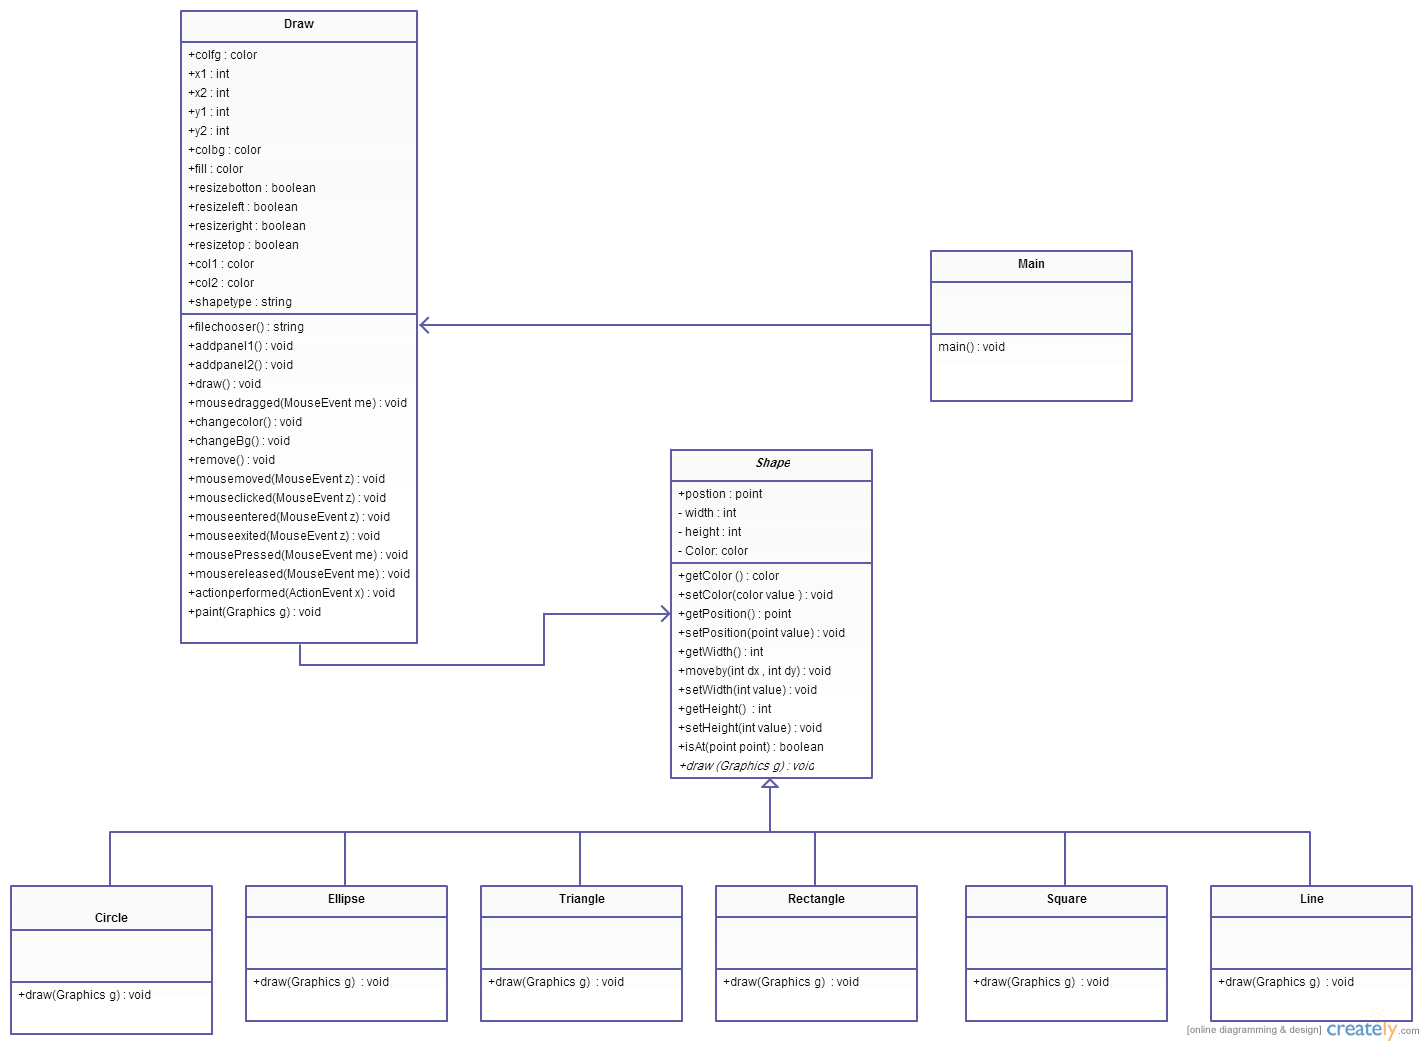 Draw
+colfg : color
+x1 : int
+x2 : int
+y1 : int
+y2 : int
+colbg : color
+fill : color
+resizebotton : boolean
+resizeleft : boolean
+resizeright : boolean
+resizetop : boolean
+col1 : color
+col2 : color
+shapetype : string
+filechooser() : string
+addpanel1() : void
+addpanel2() : void
+draw() : void
+mousedragged(MouseEvent me) : void
+changecolor() : void
+changeBg() : void
+remove() : void
+mousemoved(MouseEvent z) : void
+mouseclicked(MouseEvent z) : void
+mouseentered(MouseEvent z) : void
+mouseexited(MouseEvent z) : void
+mousePressed(MouseEvent me) : void
+mousereleased(MouseEvent me) : void
+actionperformed(ActionEvent x) : void
+paint(Graphics g) : void
Main
main() : void
Shape
+postion : point
- width : int
- height : int
- Color: color
+getColor () : color
+setColor(color value ) : void
+getPosition() : point
+setPosition(point value) : void
+getWidth() : int
+moveby(int dx , int dy) : void
+setWidth(int value) : void
+getHeight() : int
+setHeight(int value) : void
+isAt(point point) : boolean
+draw (Graphics g) : void
Circle
+draw(Graphics g) : void
Ellipse
+draw(Graphics g) : void
Triangle
+draw(Graphics g) : void
Rectangle
+draw(Graphics g) : void
Square
+draw(Graphics g) : void
Line
+draw(Graphics g) : void
[online diagramming & design] creately.com